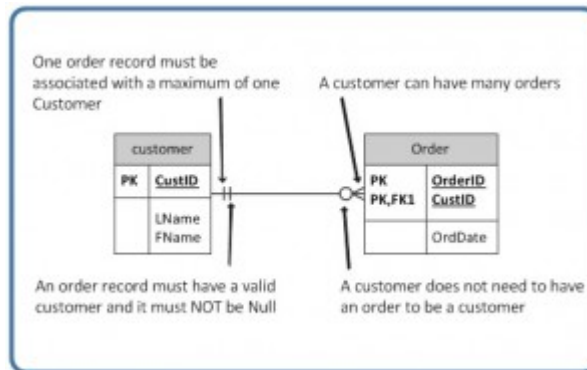 One order record must be
associated with a maximum of one
Customer
A customer can have many orders
customer
PK CustID
LName
FName
Order
PK OrderID
PK,FK1 CustID
OrdDate
An order record must have a valid
customer and it must NOT be Null
A customer does not need to have
an order to be a customer